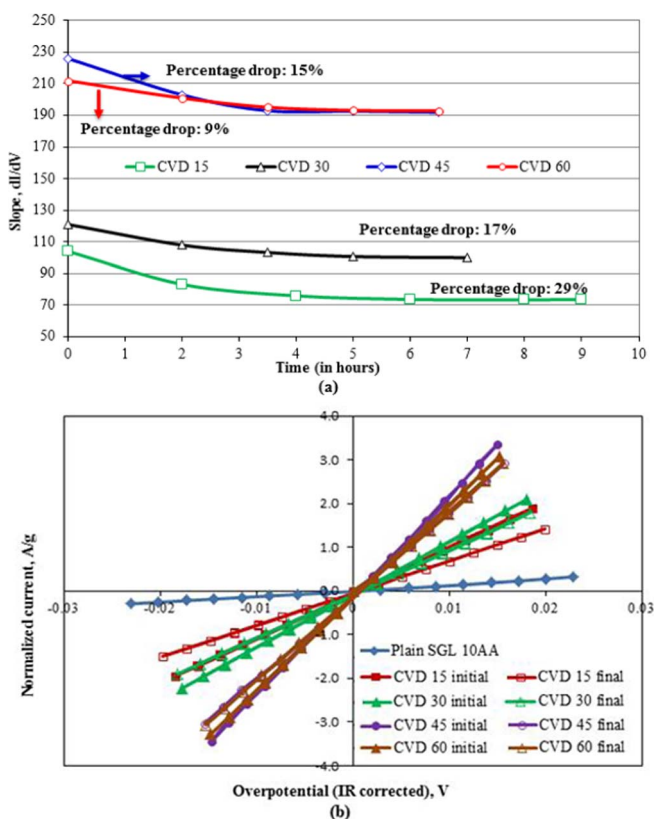 (a)
250
230
210
190
170
150
130
110
90
70
50
Slope, dI/dV
Percentage drop: 15%
Percentage drop: 9%
CVD 15 CVD 30 CVD 45 CVD 60
Percentage drop: 17%
Percentage drop: 29%
0 1 2 3 4 5 6 7 8 9 10
Time (in hours)
(a)
4.0
3.0
2.0
1.0
0.0
-0.03 -0.02 -0.01 0 0.01 0.02 0.03
-1.0
-2.0
-3.0
-4.0
Normalized current, A/g
Plain SGL 10AA
CVD 15 initial CVD 15 final
CVD 30 initial CVD 30 final
CVD 45 initial CVD 45 final
CVD 60 initial CVD 60 final
Overpotential (IR corrected), V
(b)